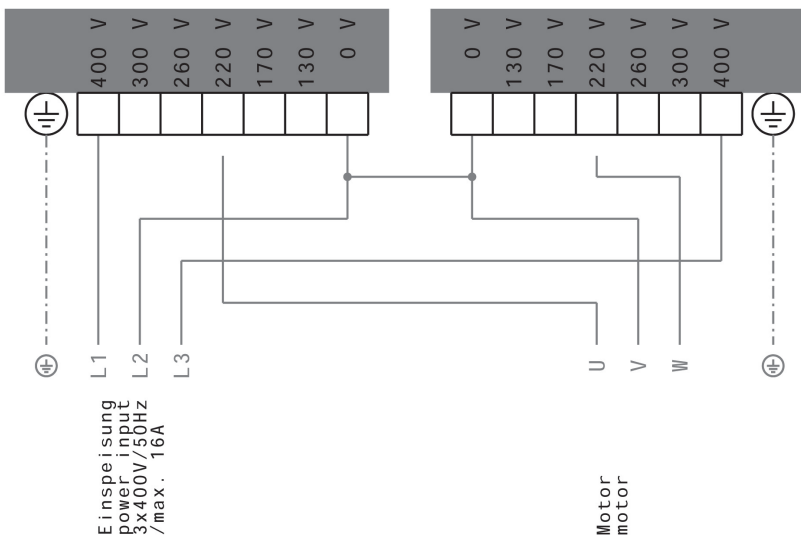 400 V
300 V
260 V
220 V
170 V
130 V
0 V
0 V
130 V
170 V
220 V
260 V
300 V
400 V
L1
L2
L3
U
V
W
Einspeisung
power input
3x400V/50Hz
/max. 16A
Motor
motor